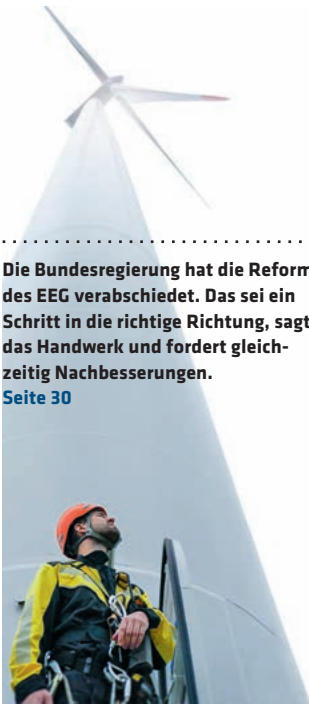 Die Bundesregierung hat die Reform
des EEG verabschiedet. Das sei ein
Schritt in die richtige Richtung, sagt
das Handwerk und fordert gleich-
zeitig Nachbesserungen.
Seite 30